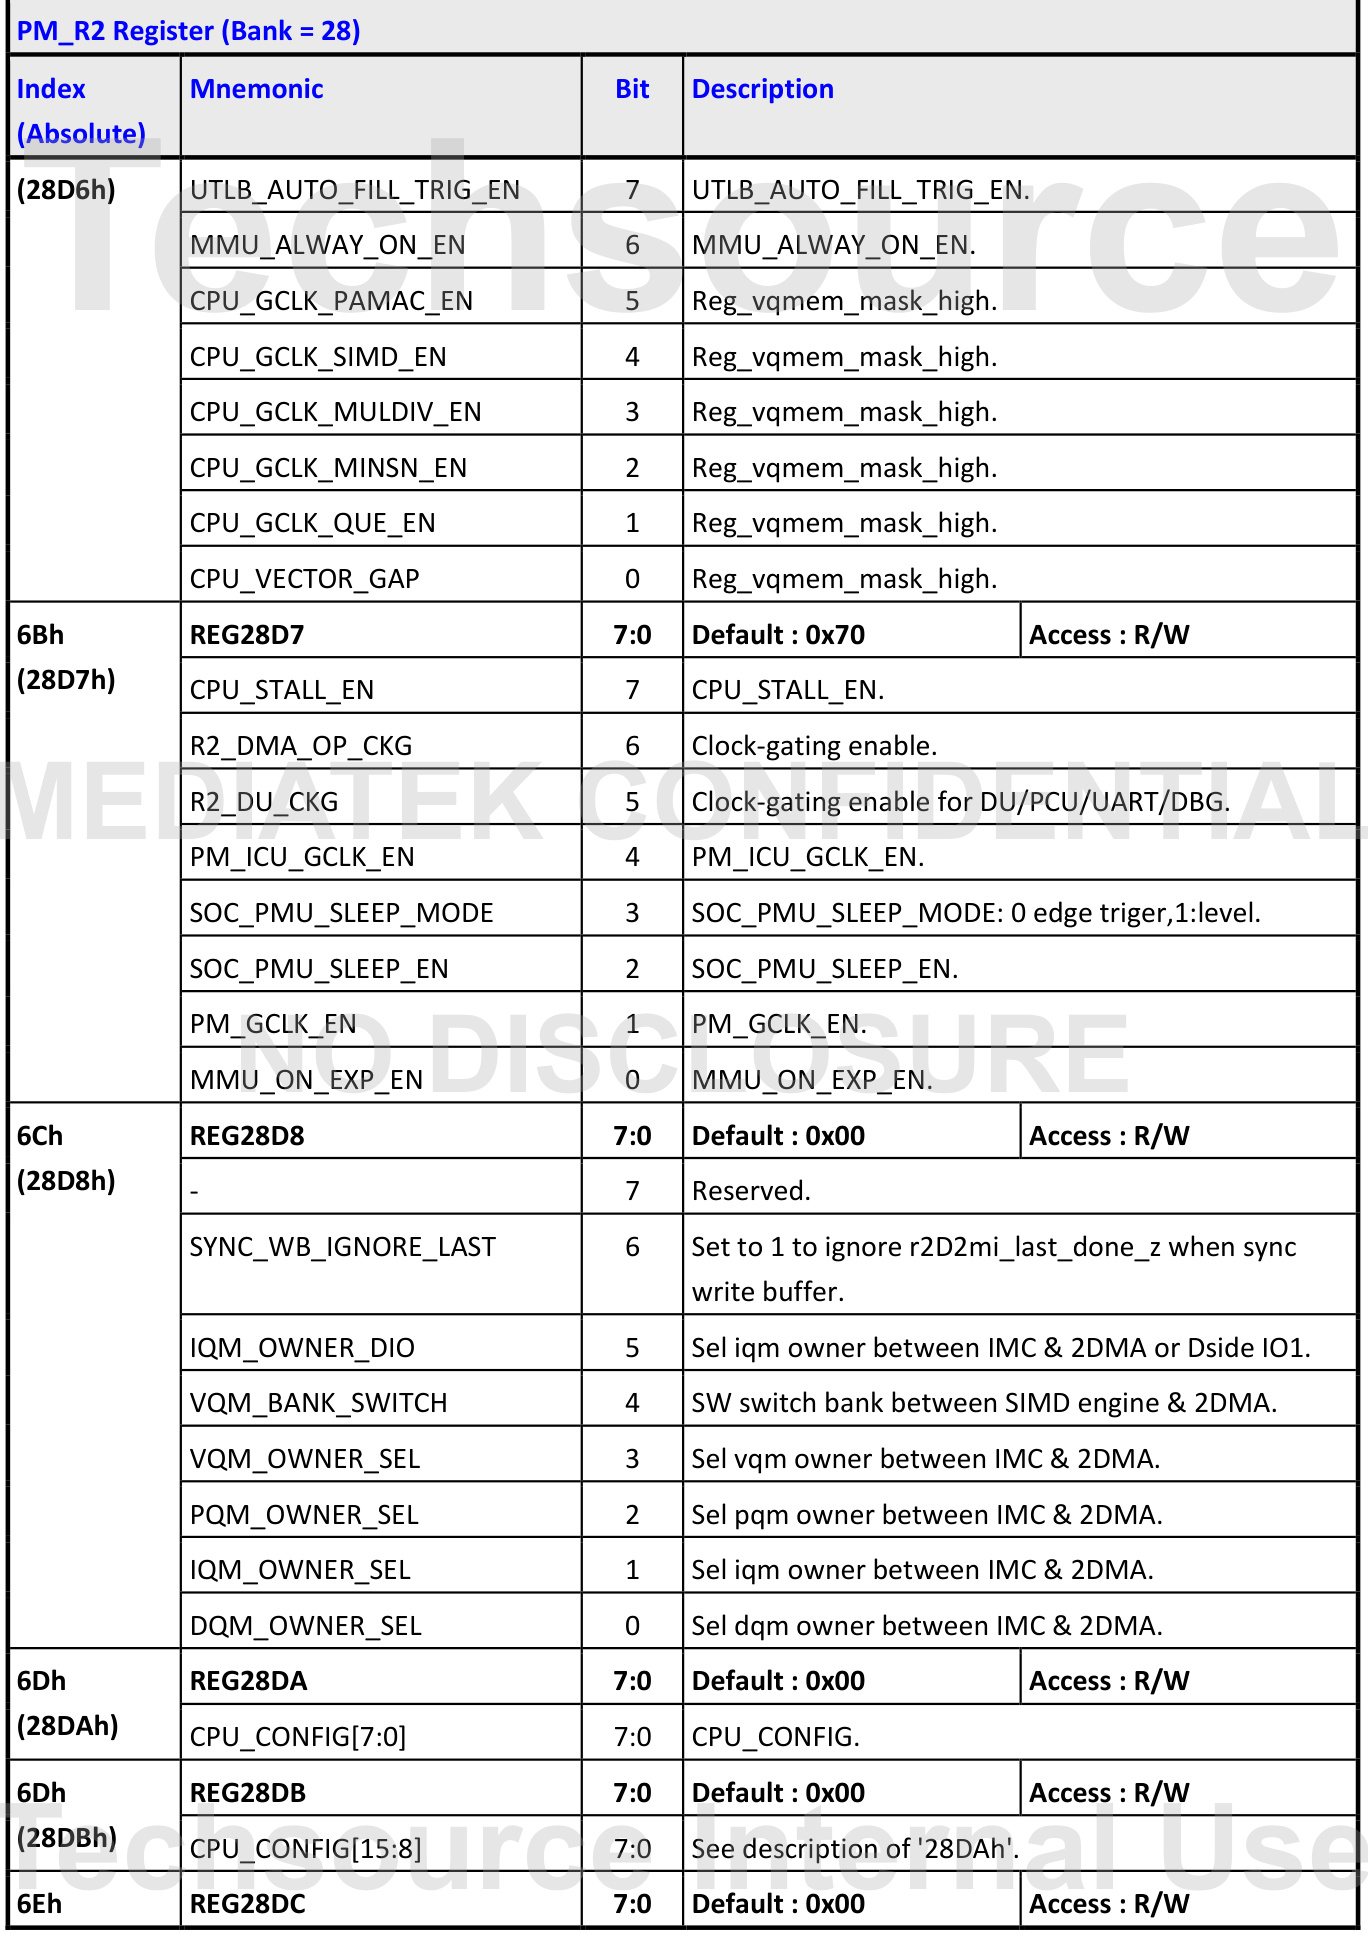 PM_R2 Register (Bank = 28)
Index (Absolute) Mnemonic Bit Description
(28D6h) UTLB_AUTO_FILL_TRIG_EN 7 UTLB_AUTO_FILL_TRIG_EN.
MMU_ALWAY_ON_EN 6 MMU_ALWAY_ON_EN.
CPU_GCLK_PAMAC_EN 5 Reg_vqmem_mask_high.
CPU_GCLK_SIMD_EN 4 Reg_vqmem_mask_high.
CPU_GCLK_MULDIV_EN 3 Reg_vqmem_mask_high.
CPU_GCLK_MINSN_EN 2 Reg_vqmem_mask_high.
CPU_GCLK_QUE_EN 1 Reg_vqmem_mask_high.
CPU_VECTOR_GAP 0 Reg_vqmem_mask_high.
6Bh REG28D7 7:0 Default : 0x70 Access : R/W
(28D7h) CPU_STALL_EN 7 CPU_STALL_EN.
R2_DMA_OP_CKG 6 Clock-gating enable.
R2_DU_CKG 5 Clock-gating enable for DU/PCU/UART/DBG.
PM_ICU_GCLK_EN 4 PM_ICU_GCLK_EN.
SOC_PMU_SLEEP_MODE 3 SOC_PMU_SLEEP_MODE: 0 edge triger,1:level.
SOC_PMU_SLEEP_EN 2 SOC_PMU_SLEEP_EN.
PM_GCLK_EN 1 PM_GCLK_EN.
MMU_ON_EXP_EN 0 MMU_ON_EXP_EN.
6Ch REG28D8 7:0 Default : 0x00 Access : R/W
(28D8h) - 7 Reserved.
SYNC_WB_IGNORE_LAST 6 Set to 1 to ignore r2D2mi_last_done_z when sync
write buffer.
IQM_OWNER_DIO 5 Sel iqm owner between IMC & 2DMA or Dside IO1.
VQM_BANK_SWITCH 4 SW switch bank between SIMD engine & 2DMA.
VQM_OWNER_SEL 3 Sel vqm owner between IMC & 2DMA.
PQM_OWNER_SEL 2 Sel pqm owner between IMC & 2DMA.
IQM_OWNER_SEL 1 Sel iqm owner between IMC & 2DMA.
DQM_OWNER_SEL 0 Sel dqm owner between IMC & 2DMA.
6Dh REG28DA 7:0 Default : 0x00 Access : R/W
(28DAh) CPU_CONFIG[7:0] 7:0 CPU_CONFIG.
6Dh REG28DB 7:0 Default : 0x00 Access : R/W
(28DBh) CPU_CONFIG[15:8] 7:0 See description of '28DAh'.
6Eh REG28DC 7:0 Default : 0x00 Access : R/W
Techsource
MEDIATEK CONFIDENTIAL
NO DISCLOSURE
Techsource Internal Use